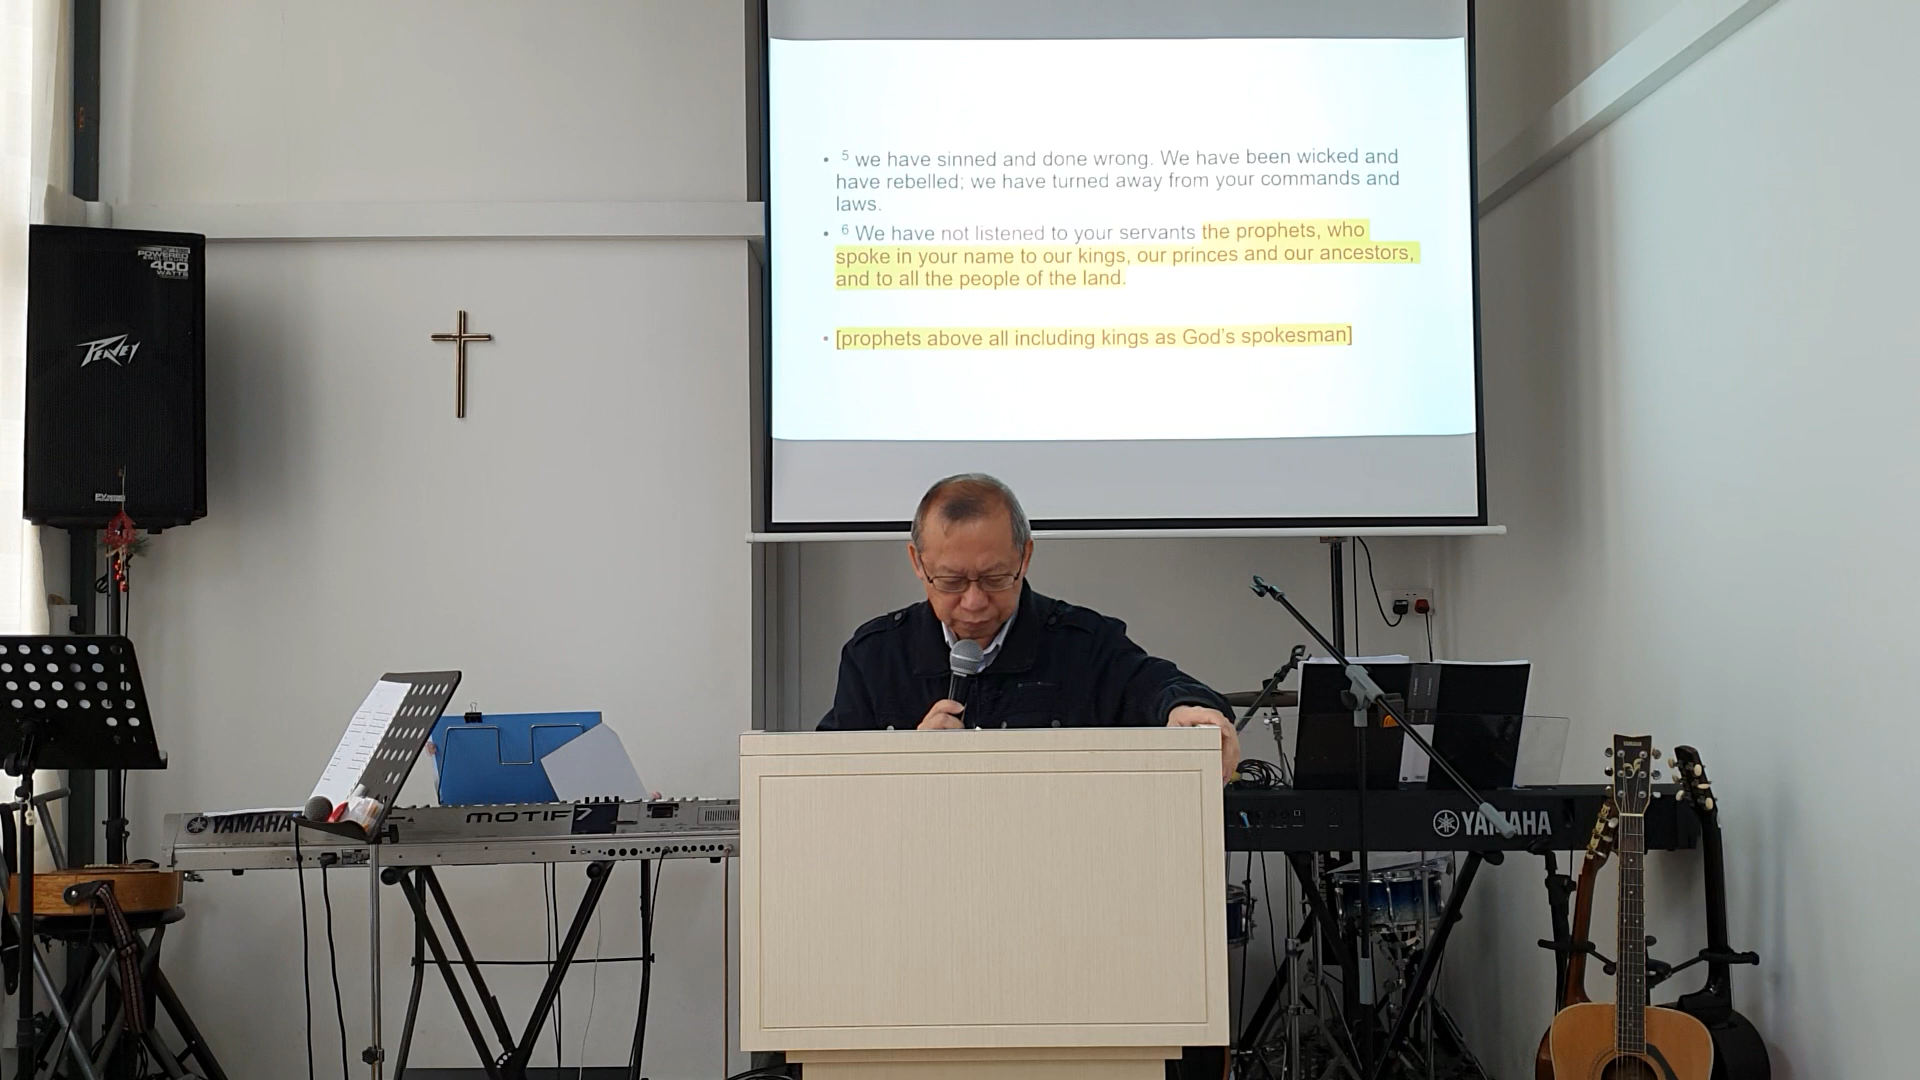 • ⁵ we have sinned and done wrong. We have been wicked and
have rebelled; we have turned away from your commands and
laws.
• ⁶ We have not listened to your servants the prophets, who
spoke in your name to our kings, our princes and our ancestors,
and to all the people of the land.
• [prophets above all including kings as God's spokesman]
POWERED
400
WATTS
PEAVEY
YAMAHA
MOTIF 7
YAMAHA
YAMAHA